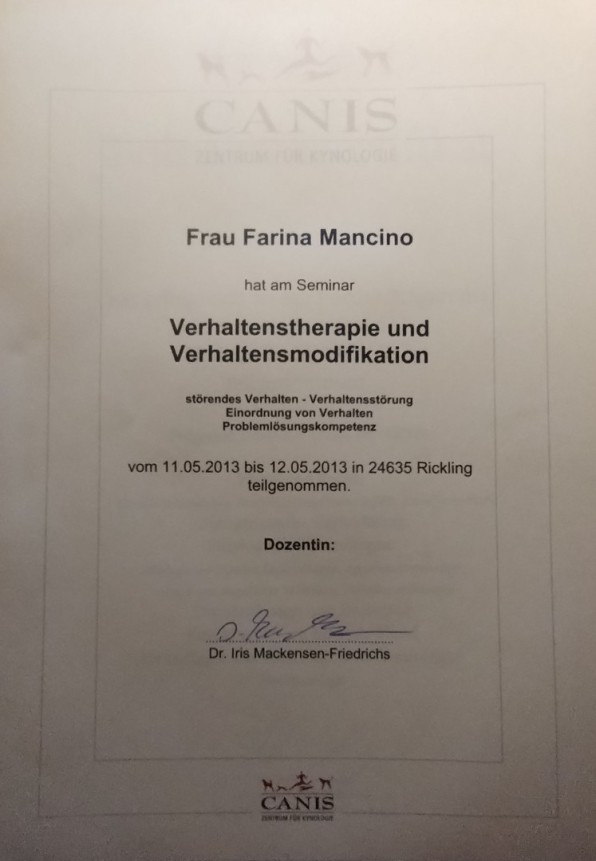 CANIS
ZENTRUM FÜR KYNOLOGIE
Frau Farina Mancino
hat am Seminar
Verhaltenstherapie und
Verhaltensmodifikation
störendes Verhalten - Verhaltensstörung
Einordnung von Verhalten
Problemlösungskompetenz
vom 11.05.2013 bis 12.05.2013 in 24635 Rickling
teilgenommen.
Dozentin:
Dr. Iris Mackensen-Friedrichs
CANIS
ZENTRUM FÜR KYNOLOGIE